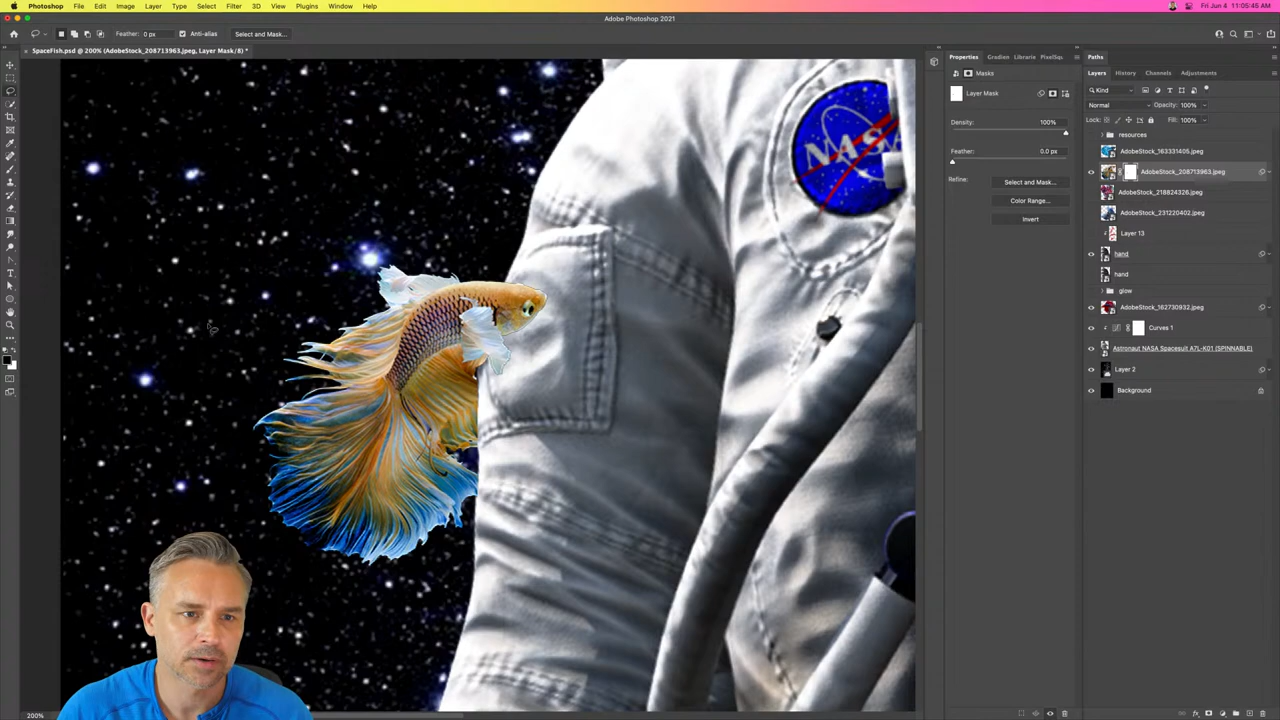 Photoshop File Edit Image Layer Type Select Filter 3D View Plugins Window Help Fri Jun 4 11:05:45 AM
Adobe Photoshop 2021
Feather: 0 px Anti-alias Select and Mask...
SpaceFish.psd @ 200% (AdobeStock_208713963.jpeg, Layer Mask/8) *
Properties Gradien Librarie PixelSqu
Masks
Layer Mask
Density: 100%
Feather: 0.0 px
Refine: Select and Mask...
Color Range...
Invert
Paths
Layers History Channels Adjustments
Kind
Normal Opacity: 100%
Lock: Fill: 100%
resources
AdobeStock_163331405.jpeg
AdobeStock_208713963.jpeg
AdobeStock_218824326.jpeg
AdobeStock_231220402.jpeg
Layer 13
hand
hand
glow
AdobeStock_162730932.jpeg
Curves 1
Astronaut NASA Spacesuit A7L-K01 (SPINNABLE)
Layer 2
Background
NASA
200%